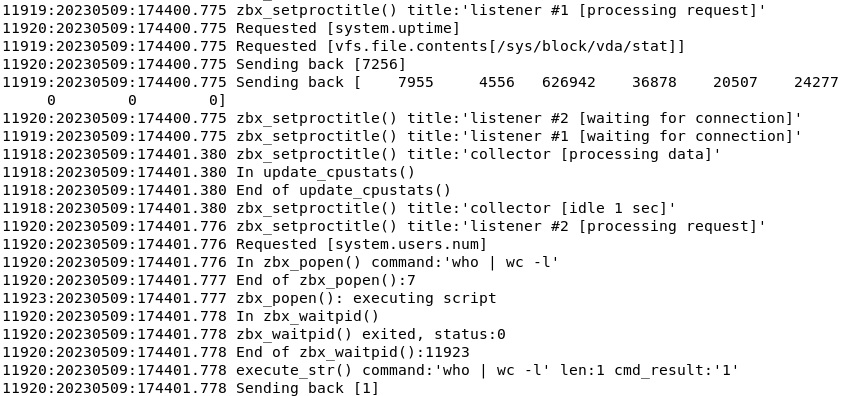 11919:20230509:174400.775 zbx_setproctitle() title:'listener #1 [processing request]'
11920:20230509:174400.775 Requested [system.uptime]
11919:20230509:174400.775 Requested [vfs.file.contents[/sys/block/vda/stat]]
11920:20230509:174400.775 Sending back [7256]
11919:20230509:174400.775 Sending back [    7955     4556   626942    36878    20507    24277
     0        0        0]
11920:20230509:174400.775 zbx_setproctitle() title:'listener #2 [waiting for connection]'
11919:20230509:174400.775 zbx_setproctitle() title:'listener #1 [waiting for connection]'
11918:20230509:174401.380 zbx_setproctitle() title:'collector [processing data]'
11918:20230509:174401.380 In update_cpustats()
11918:20230509:174401.380 End of update_cpustats()
11918:20230509:174401.380 zbx_setproctitle() title:'collector [idle 1 sec]'
11920:20230509:174401.776 zbx_setproctitle() title:'listener #2 [processing request]'
11920:20230509:174401.776 Requested [system.users.num]
11920:20230509:174401.776 In zbx_popen() command:'who | wc -l'
11920:20230509:174401.777 End of zbx_popen():7
11923:20230509:174401.777 zbx_popen(): executing script
11920:20230509:174401.778 In zbx_waitpid()
11920:20230509:174401.778 zbx_waitpid() exited, status:0
11920:20230509:174401.778 End of zbx_waitpid():11923
11920:20230509:174401.778 execute_str() command:'who | wc -l' len:1 cmd_result:'1'
11920:20230509:174401.778 Sending back [1]